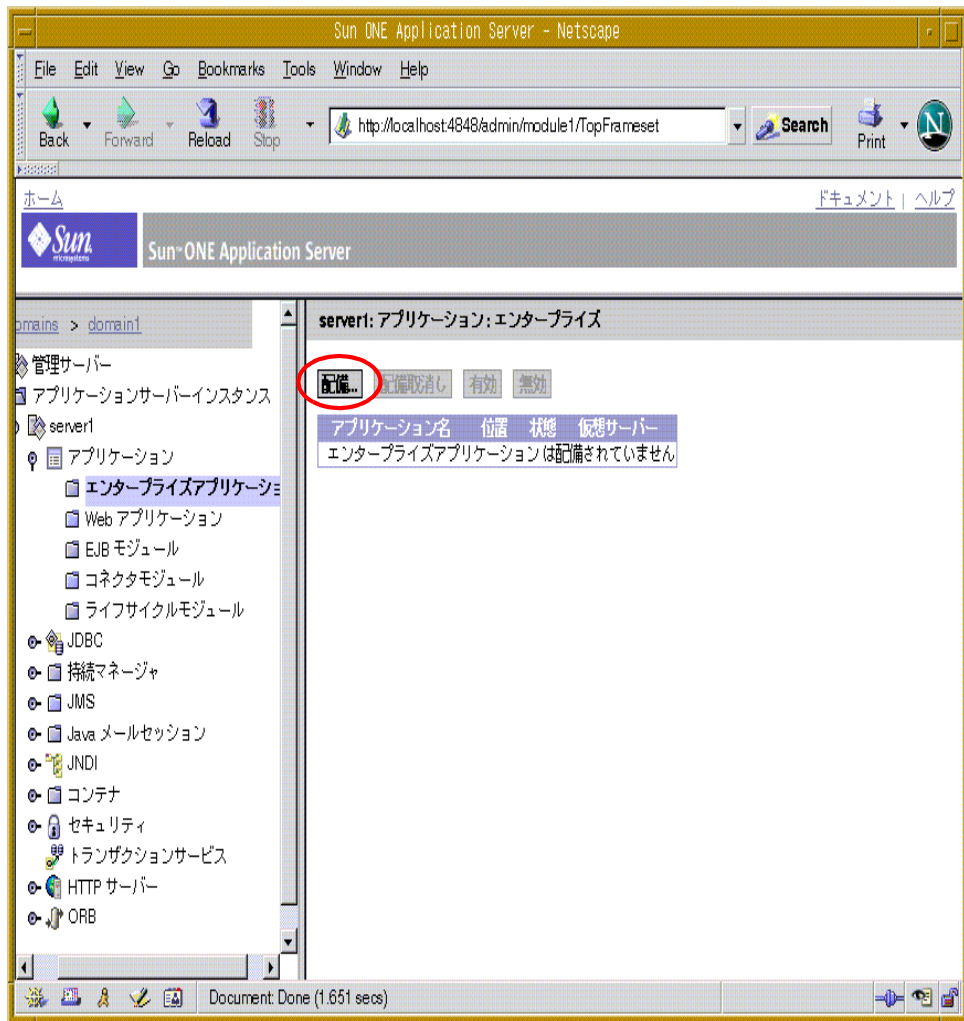 Sun ONE Application Server - Netscape
File Edit View Go Bookmarks Tools Window Help
Back Forward Reload Stop http://localhost:4848/admin/module1/TopFrameset Search Print N
ホーム ドキュメント | ヘルプ
Sun microsystems Sun™ ONE Application Server
omains > domain1
管理サーバー
アプリケーションサーバーインスタンス
server1
アプリケーション
エンタープライズアプリケーショ
Web アプリケーション
EJB モジュール
コネクタモジュール
ライフサイクルモジュール
JDBC
持続マネージャ
JMS
Java メールセッション
JNDI
コンテナ
セキュリティ
トランザクションサービス
HTTP サーバー
ORB
server1: アプリケーション: エンタープライズ
配備... 配備取消し 有効 無効
アプリケーション名 位置 状態 仮想サーバー
エンタープライズアプリケーション は配備されていません
Document: Done (1.651 secs)